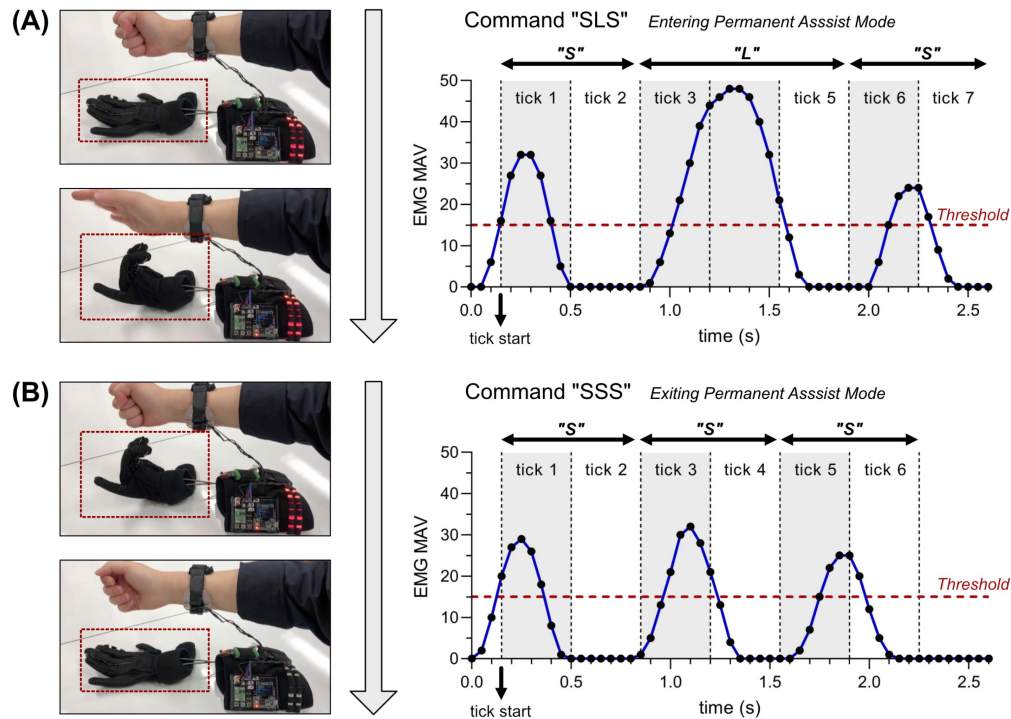 (A)
Command "SLS" Entering Permanent Asssist Mode
"S" "L" "S"
50
40
30
20
10
0
EMG MAV
tick 1 tick 2 tick 3 tick 5 tick 6 tick 7
Threshold
0.0 0.5 1.0 1.5 2.0 2.5
tick start
time (s)
(B)
Command "SSS" Exiting Permanent Asssist Mode
"S" "S" "S"
50
40
30
20
10
0
EMG MAV
tick 1 tick 2 tick 3 tick 4 tick 5 tick 6
Threshold
0.0 0.5 1.0 1.5 2.0 2.5
tick start
time (s)